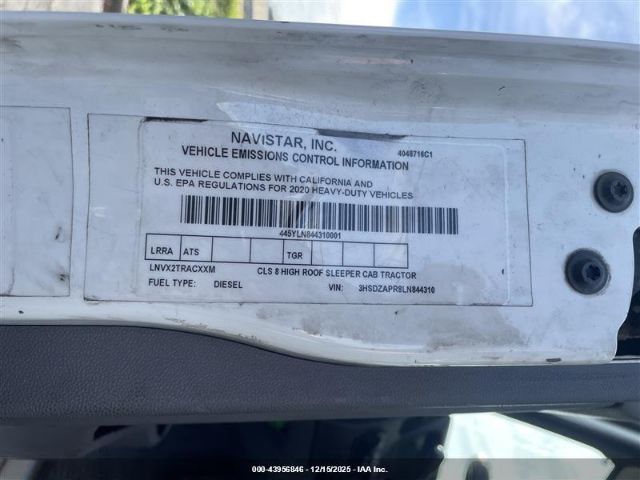 NAVISTAR, INC. 4048716C1
VEHICLE EMISSIONS CONTROL INFORMATION
THIS VEHICLE COMPLIES WITH CALIFORNIA AND
U.S. EPA REGULATIONS FOR 2020 HEAVY-DUTY VEHICLES
445YLN844310001
LRRA ATS TGR
LNVX2TRACXXM CLS 8 HIGH ROOF SLEEPER CAB TRACTOR
FUEL TYPE: DIESEL VIN: 3HSDZAPR8LN844310
000-43956846 - 12/15/2025 - IAA Inc.